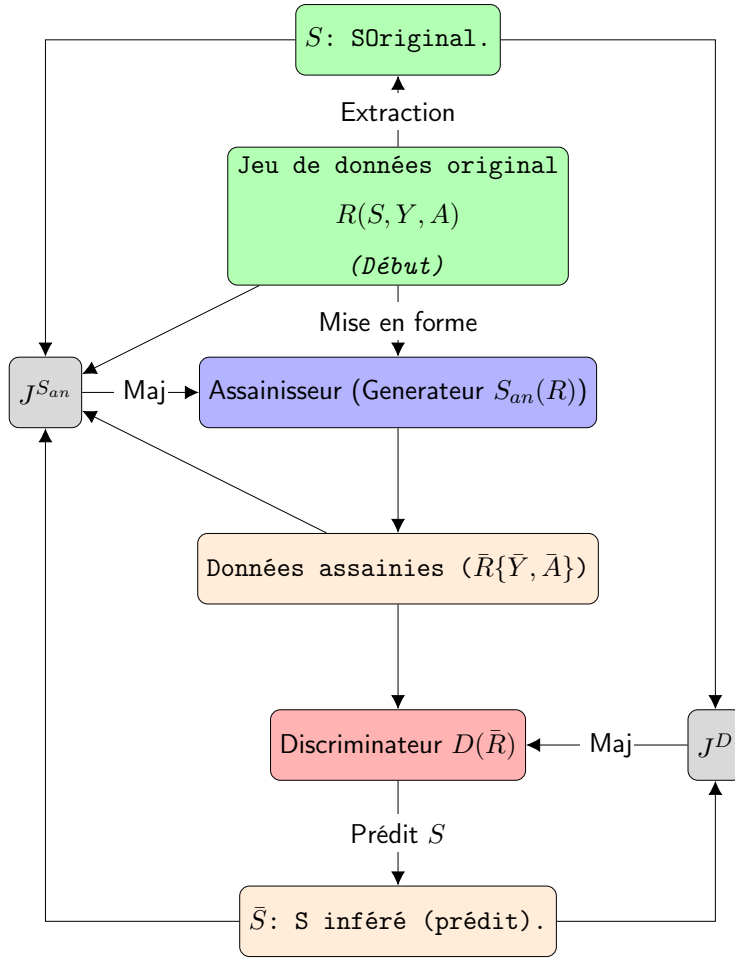 S: SOriginal.
Extraction
Jeu de données original
R(S, Y, A)
(Début)
Mise en forme
J^{S_{an}}
Maj
Assainisseur (Generateur S_{an}(R))
Données assainies (R̄{Ȳ, Ā})
Discriminateur D(R̄)
Maj
J^D
Prédit S
S̄: S inféré (prédit).